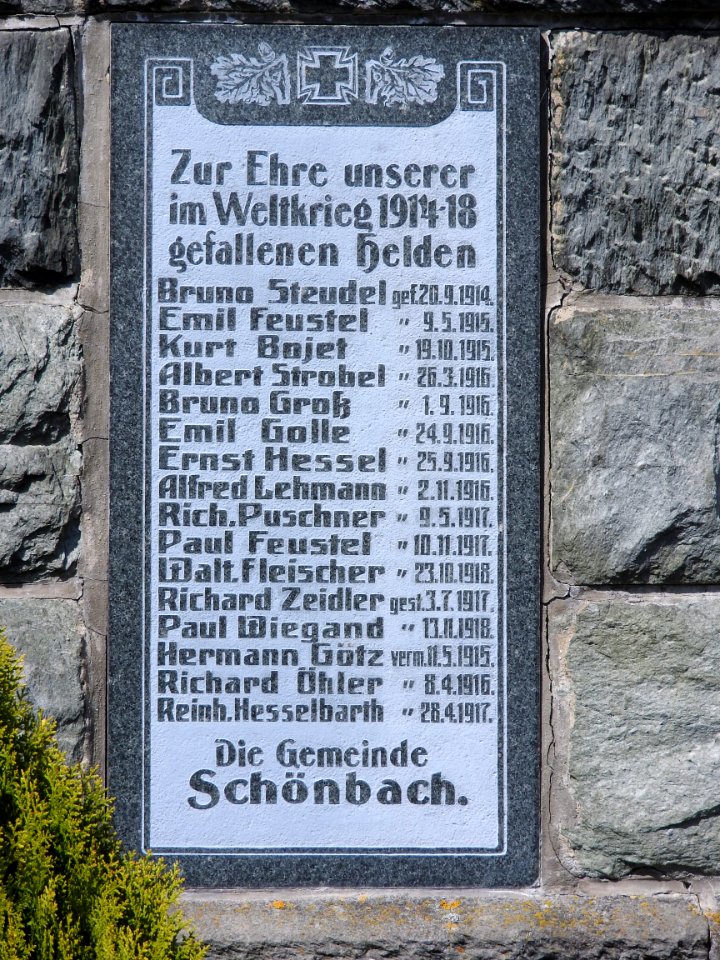 Zur Ehre unserer
im Weltkrieg 1914-18
gefallenen Helden
Bruno Steudel gef. 20.9.1914.
Emil Feustel " 9.5.1915.
Kurt Bajet " 19.10.1915.
Albert Strobel " 26.3.1916.
Bruno Groß " 1.9.1916.
Emil Golle " 24.9.1916.
Ernst Hessel " 25.9.1916.
Alfred Lehmann " 2.11.1916.
Rich. Puschner " 9.5.1917.
Paul Feustel " 10.11.1917.
Walt. Fleischer " 23.10.1918.
Richard Zeidler gest. 3.7.1917.
Paul Wiegand " 13.11.1918.
Hermann Götz verm. 11.5.1915.
Richard Öhler " 8.4.1916.
Reinh. Hesselbarth " 28.4.1917.
Die Gemeinde
Schönbach.